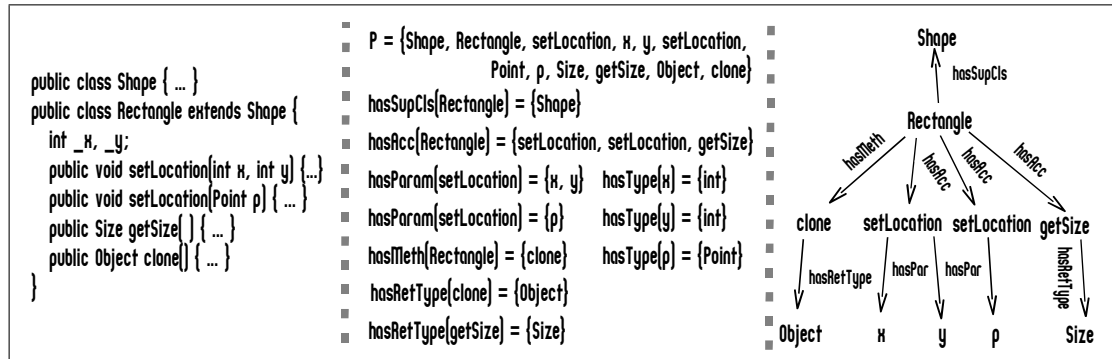 public class Shape { ... }
public class Rectangle extends Shape {
int _x, _y;
public void setLocation(int x, int y) {...}
public void setLocation(Point p) { ... }
public Size getSize( ) { ... }
public Object clone() { ... }
}
P = {Shape, Rectangle, setLocation, x, y, setLocation,
Point, p, Size, getSize, Object, clone}
hasSupCls(Rectangle) = {Shape}
hasAcc(Rectangle) = {setLocation, setLocation, getSize}
hasParam(setLocation) = {x, y} hasType(x) = {int}
hasParam(setLocation) = {p} hasType(y) = {int}
hasMeth(Rectangle) = {clone} hasType(p) = {Point}
hasRetType(clone) = {Object}
hasRetType(getSize) = {Size}
Shape
hasSupCls
Rectangle
hasMeth hasAcc hasAcc hasAcc
clone setLocation setLocation getSize
hasRetType hasPar hasPar hasRetType
Object x y p Size